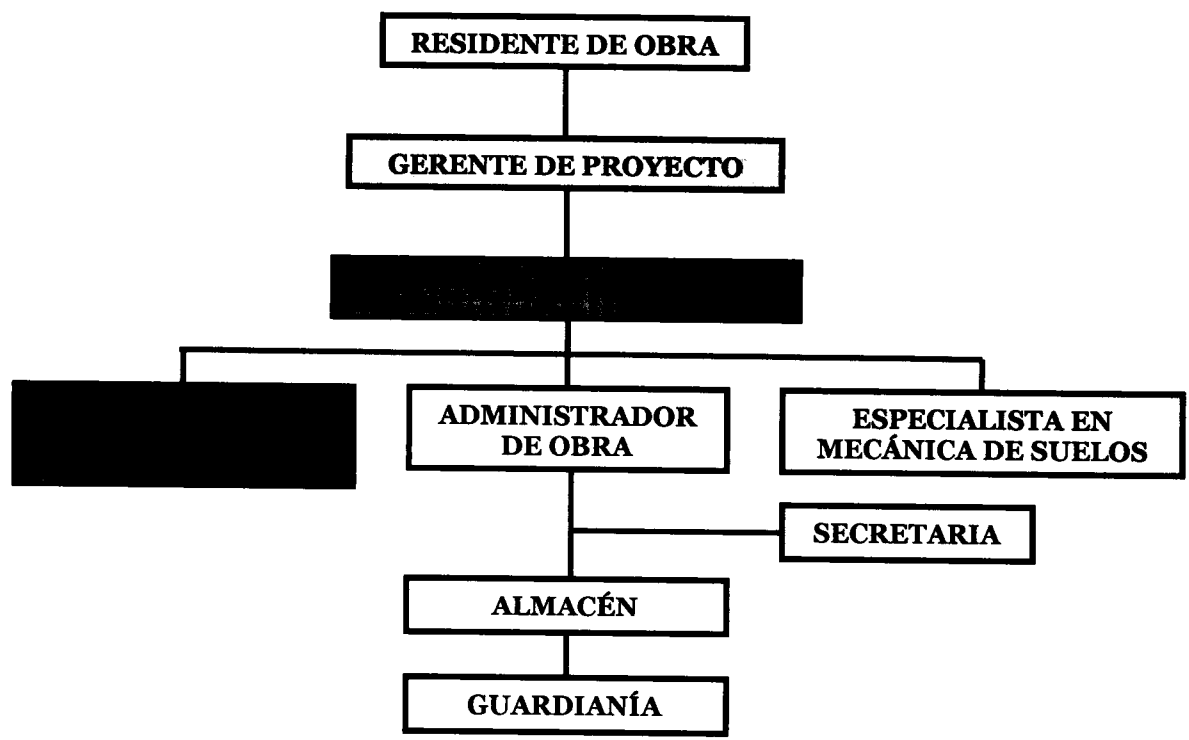 RESIDENTE DE OBRA
GERENTE DE PROYECTO
ADMINISTRADOR
DE OBRA
ESPECIALISTA EN
MECÁNICA DE SUELOS
SECRETARIA
ALMACÉN
GUARDIANÍA